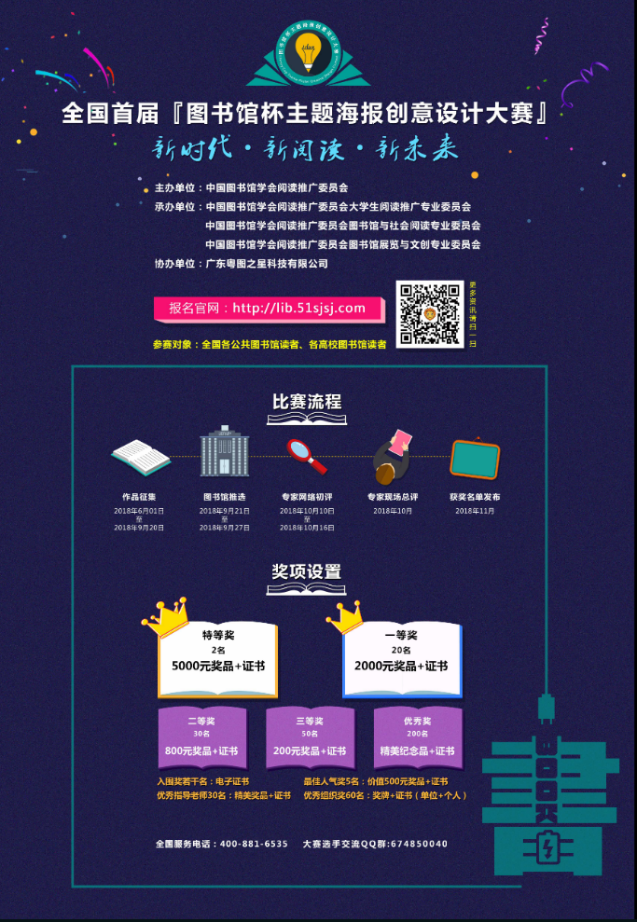 idea
全国首届『图书馆杯主题海报创意设计大赛』
新时代·新阅读·新未来
主办单位：中国图书馆学会阅读推广委员会
承办单位：中国图书馆学会阅读推广委员会大学生阅读推广专业委员会
中国图书馆学会阅读推广委员会图书馆与社会阅读专业委员会
中国图书馆学会阅读推广委员会图书馆展览与文创专业委员会
协办单位：广东粤图之星科技有限公司
报名官网：http://lib.51sjsj.com
更多资讯请扫一扫
参赛对象：全国各公共图书馆读者、各高校图书馆读者
比赛流程
作品征集
2018年6月01日
至
2018年9月20日
图书馆推选
2018年9月21日
至
2018年9月27日
专家网络初评
2018年10月10日
至
2018年10月16日
专家现场总评
2018年10月
获奖名单发布
2018年11月
奖项设置
特等奖
2名
5000元奖品+证书
一等奖
20名
2000元奖品+证书
二等奖
30名
800元奖品+证书
三等奖
50名
200元奖品+证书
优秀奖
200名
精美纪念品+证书
入围奖若干名：电子证书
最佳人气奖5名：价值500元奖品+证书
优秀指导老师30名：精美奖品+证书
优秀组织奖60名：奖牌+证书（单位+个人）
BOOK
全国服务电话：400-881-6535
大赛选手交流QQ群:674850040